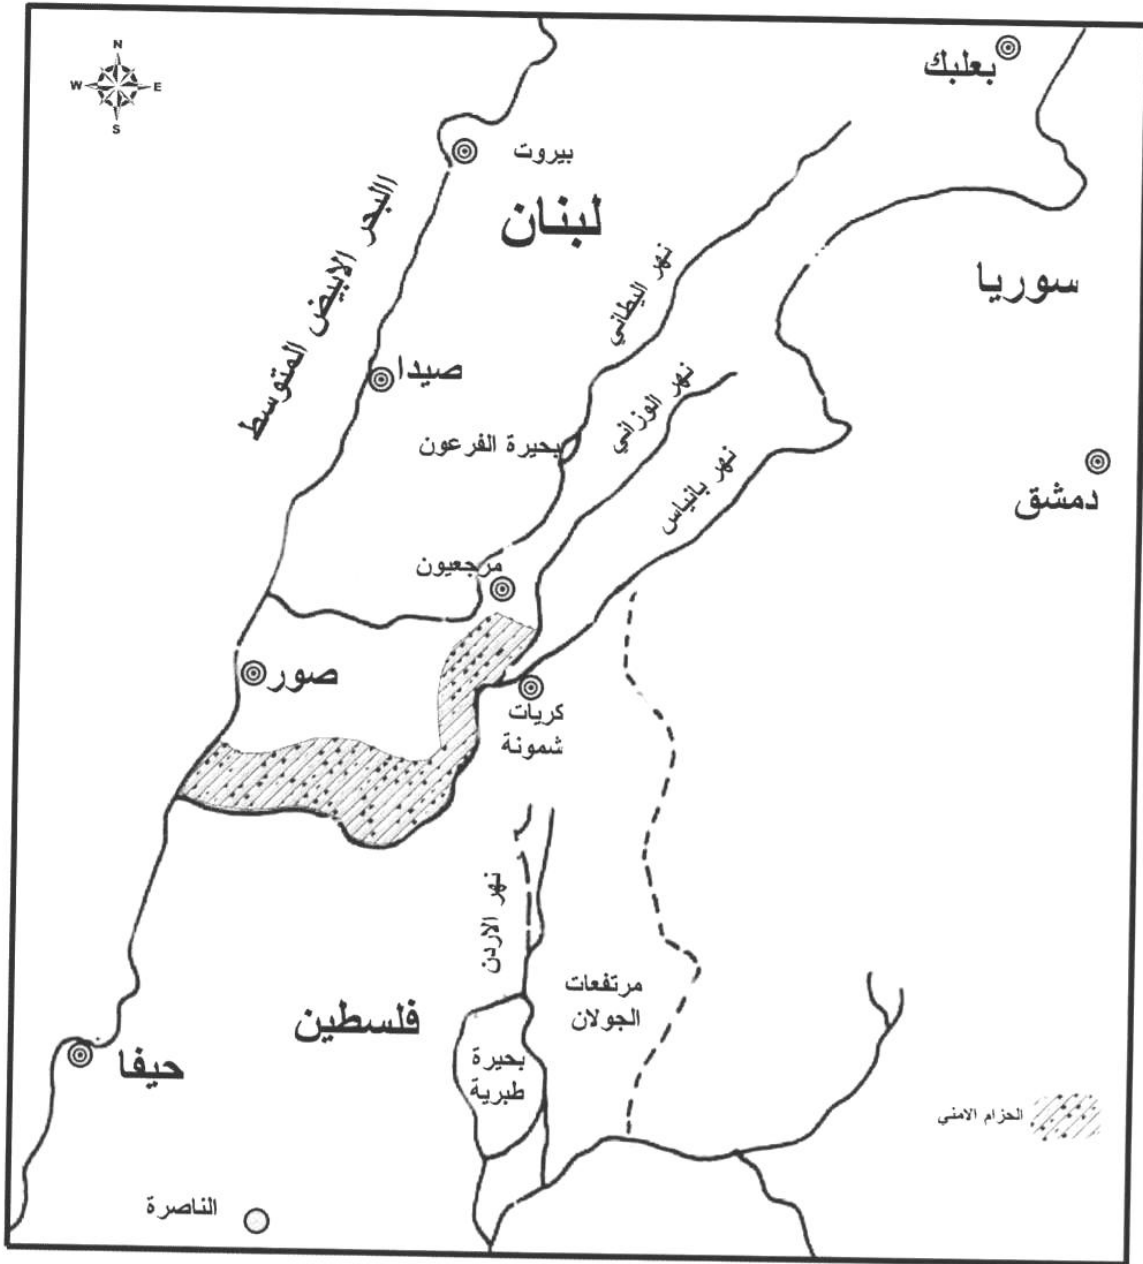 N
W E
S
بعلبك
بيروت
لبنان
البحر الابيض المتوسط
سوريا
نهر اليطاني
صيدا
نهر الوزاني
بحيرة الفرعون
نهر بانياس
دمشق
مرجعيون
صور
كريات
شمونة
نهر الاردن
مرتفعات
الجولان
فلسطين
بحيرة
طبرية
حيفا
الحزام الامني
الناصرة